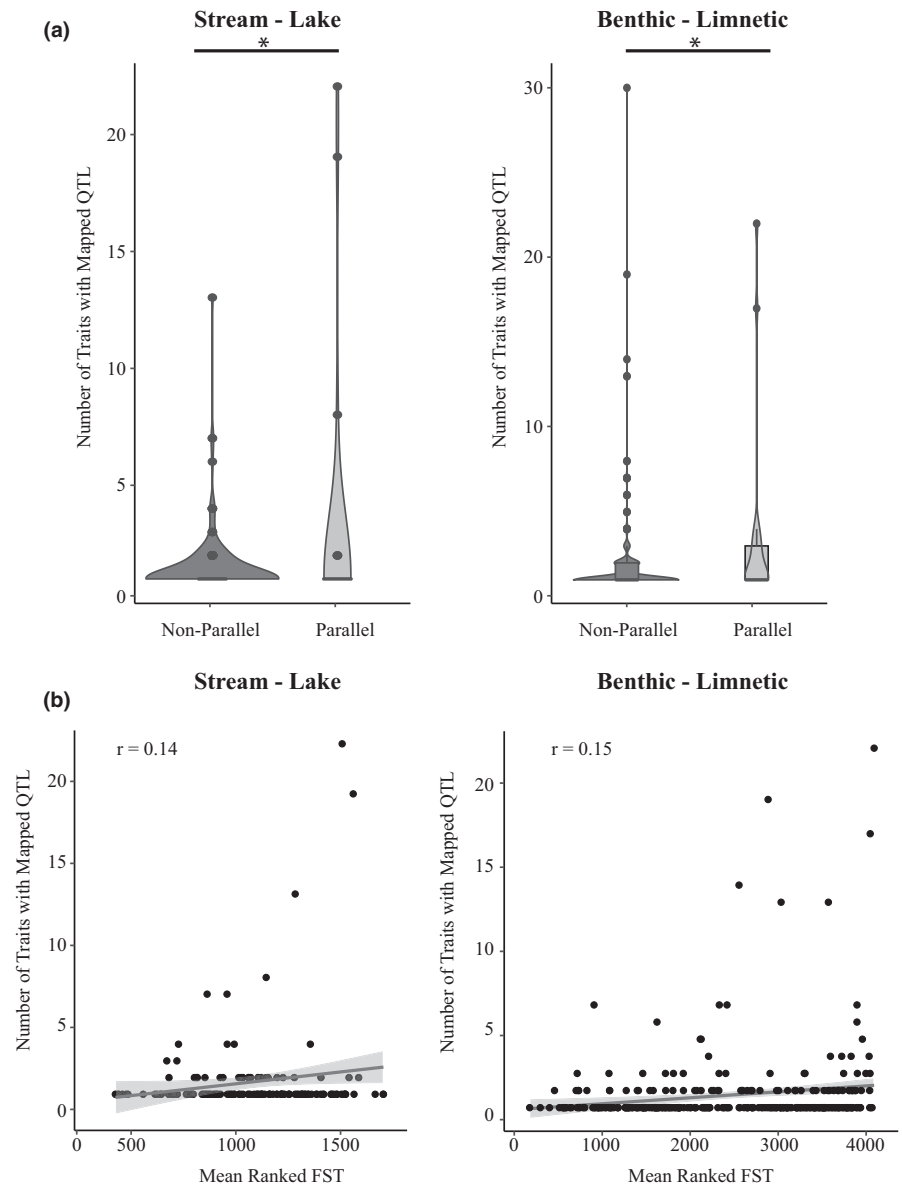 (a)
Stream - Lake
*
Number of Traits with Mapped QTL
20
15
10
5
0
Non-Parallel
Parallel
Benthic - Limnetic
*
Number of Traits with Mapped QTL
30
20
10
0
Non-Parallel
Parallel
(b)
Stream - Lake
r = 0.14
Number of Traits with Mapped QTL
20
15
10
5
0
0
500
1000
1500
Mean Ranked FST
Benthic - Limnetic
r = 0.15
Number of Traits with Mapped QTL
20
15
10
5
0
0
1000
2000
3000
4000
Mean Ranked FST